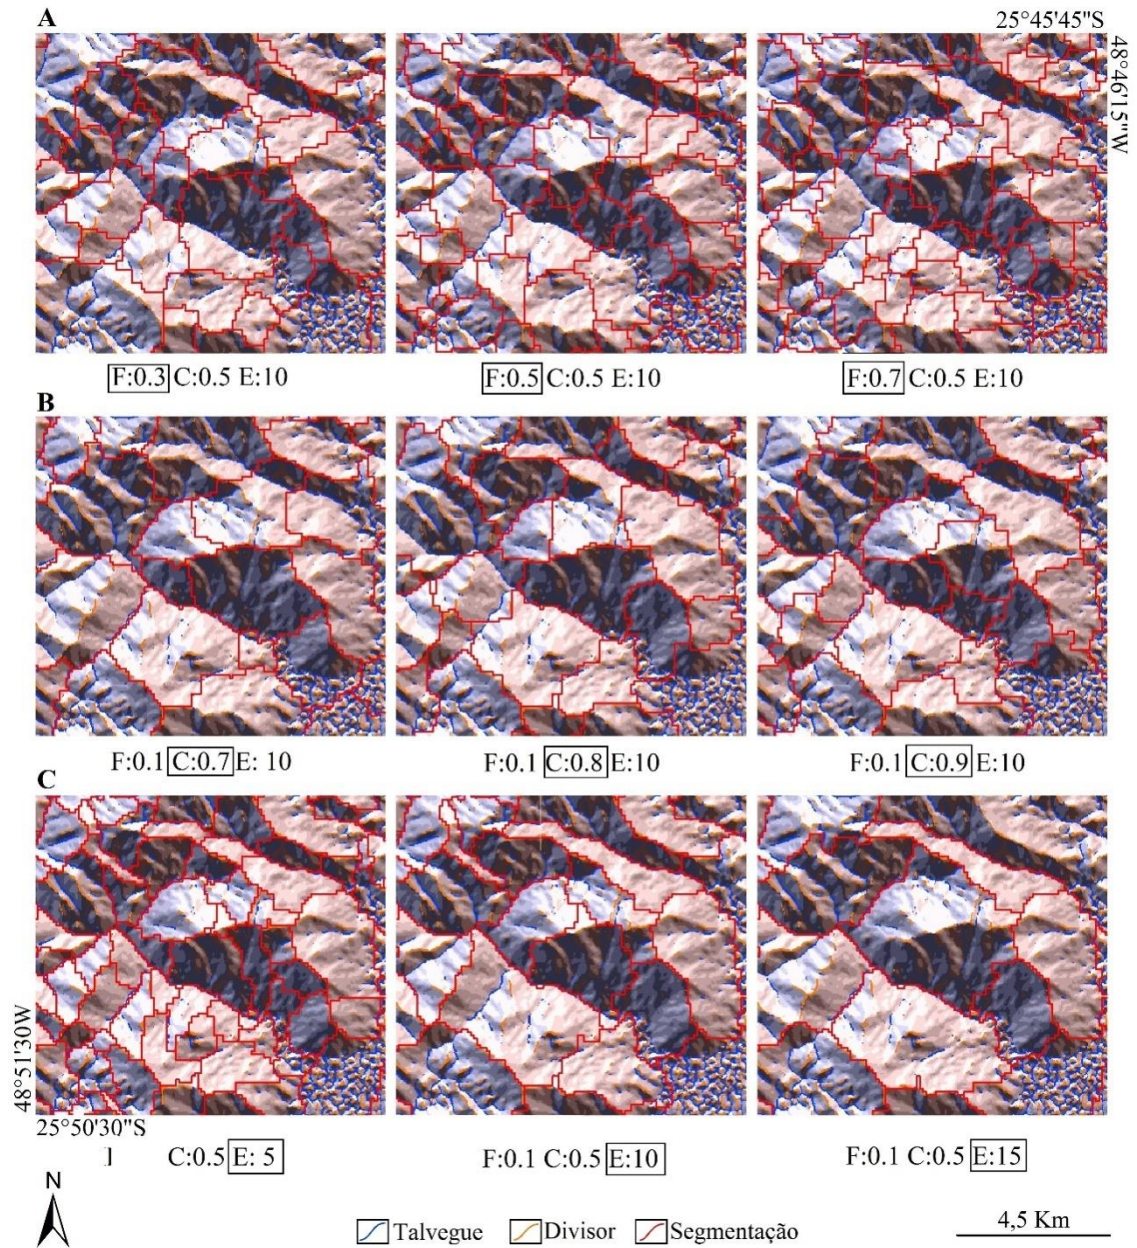 A
25°45'45"S
48°46'15"W
F:0.3 C:0.5 E:10
F:0.5 C:0.5 E:10
F:0.7 C:0.5 E:10
B
F:0.1 C:0.7 E: 10
F:0.1 C:0.8 E:10
F:0.1 C:0.9 E:10
C
48°51'30W
25°50'30"S
C:0.5 E: 5
F:0.1 C:0.5 E:10
F:0.1 C:0.5 E:15
N
Talvegue
Divisor
Segmentação
4,5 Km